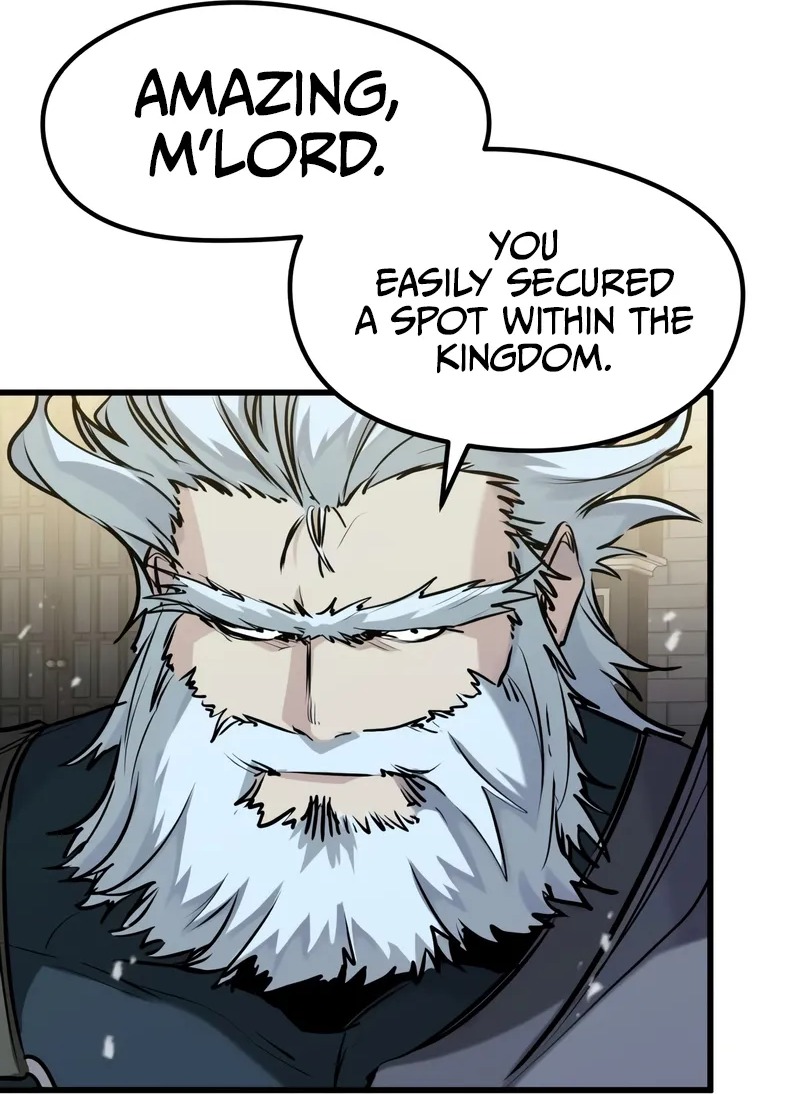 AMAZING,
M'LORD.
YOU
EASILY SECURED
A SPOT WITHIN THE
KINGDOM.